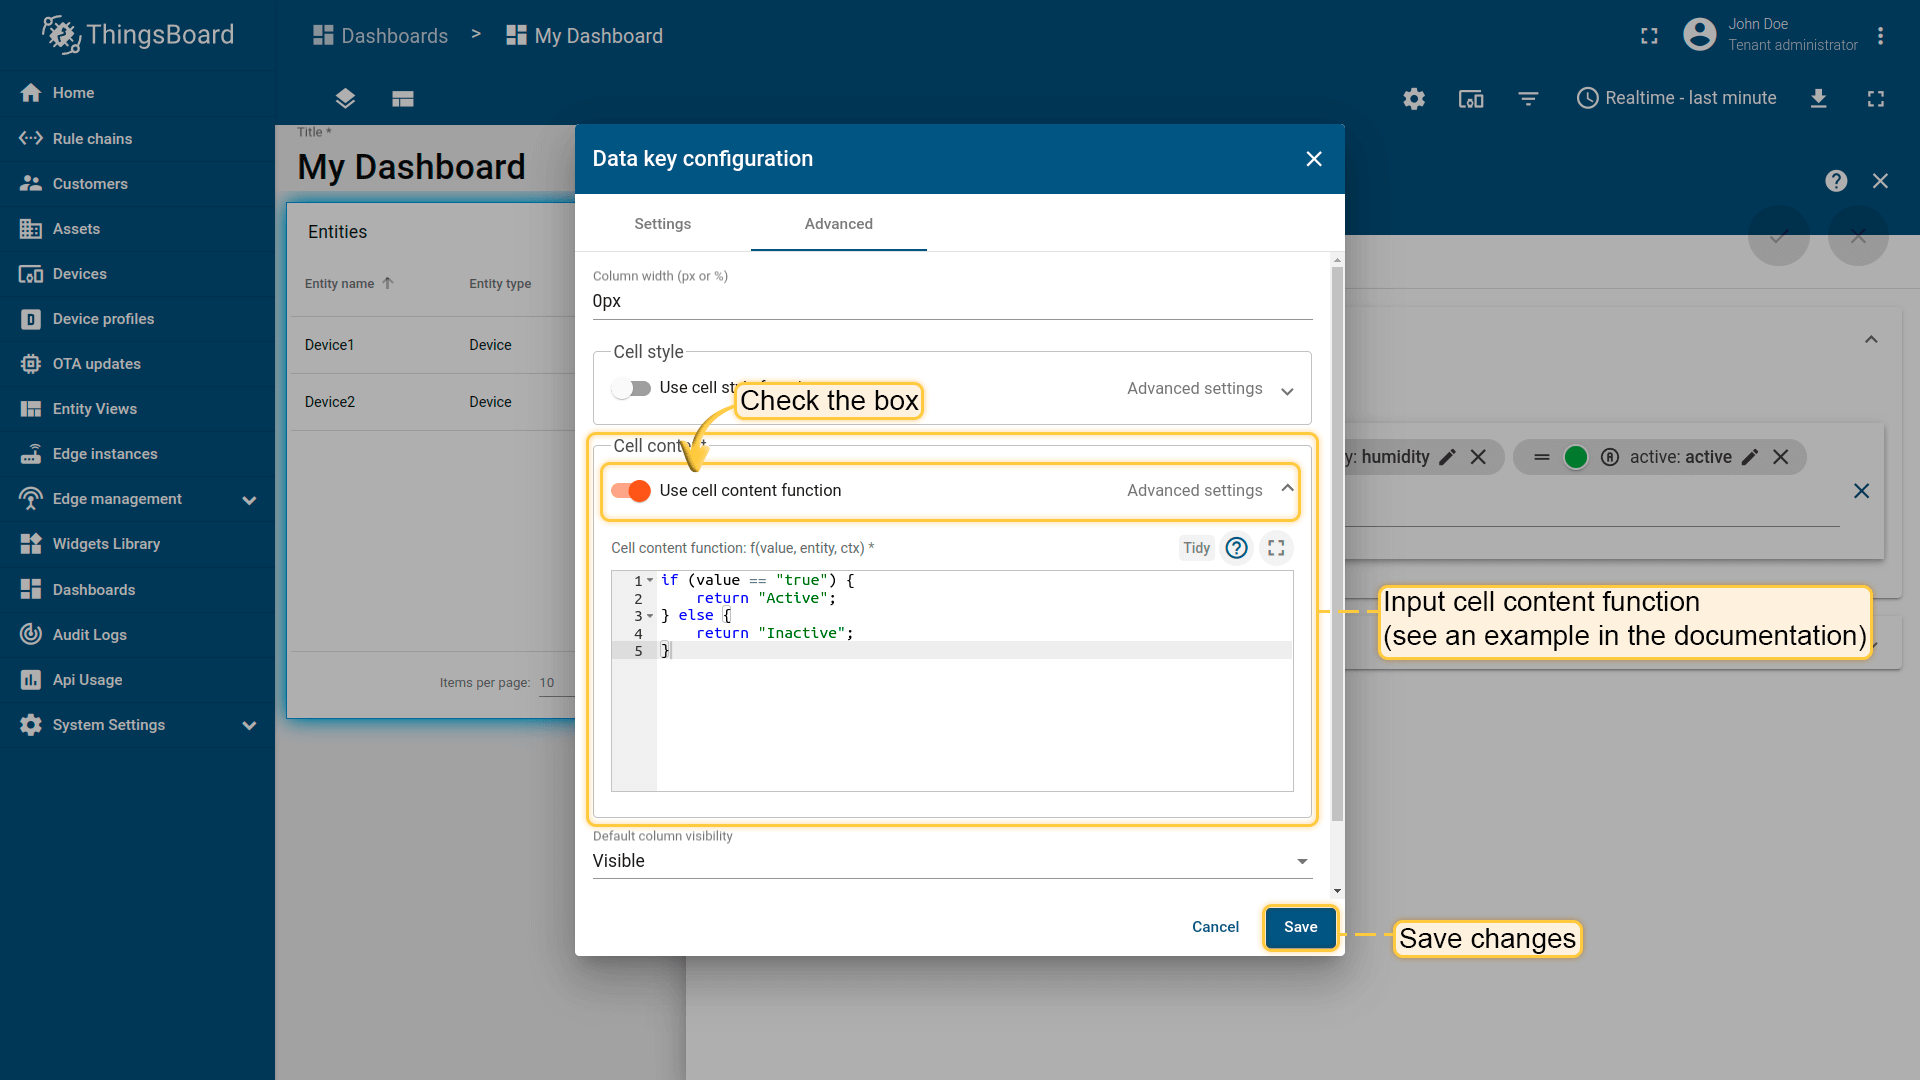 ThingsBoard
Dashboards > My Dashboard
John Doe
Tenant administrator
Home
Rule chains
Customers
Assets
Devices
Device profiles
OTA updates
Entity Views
Edge instances
Edge management
Widgets Library
Dashboards
Audit Logs
Api Usage
System Settings
Realtime - last minute
Title *
My Dashboard
Entities
Entity name Entity type
Device1 Device
Device2 Device
Items per page: 10
Data key configuration
Settings Advanced
Column width (px or %)
0px
Cell style
Use cell Advanced settings
Check the box
Cell
Use cell content function Advanced settings
Cell content function: f(value, entity, ctx) * Tidy
1 if (value == "true") {
2 return "Active";
3 } else {
4 return "Inactive";
5 }
Default column visibility
Visible
Cancel Save
y: humidity active: active
Input cell content function
(see an example in the documentation)
Save changes